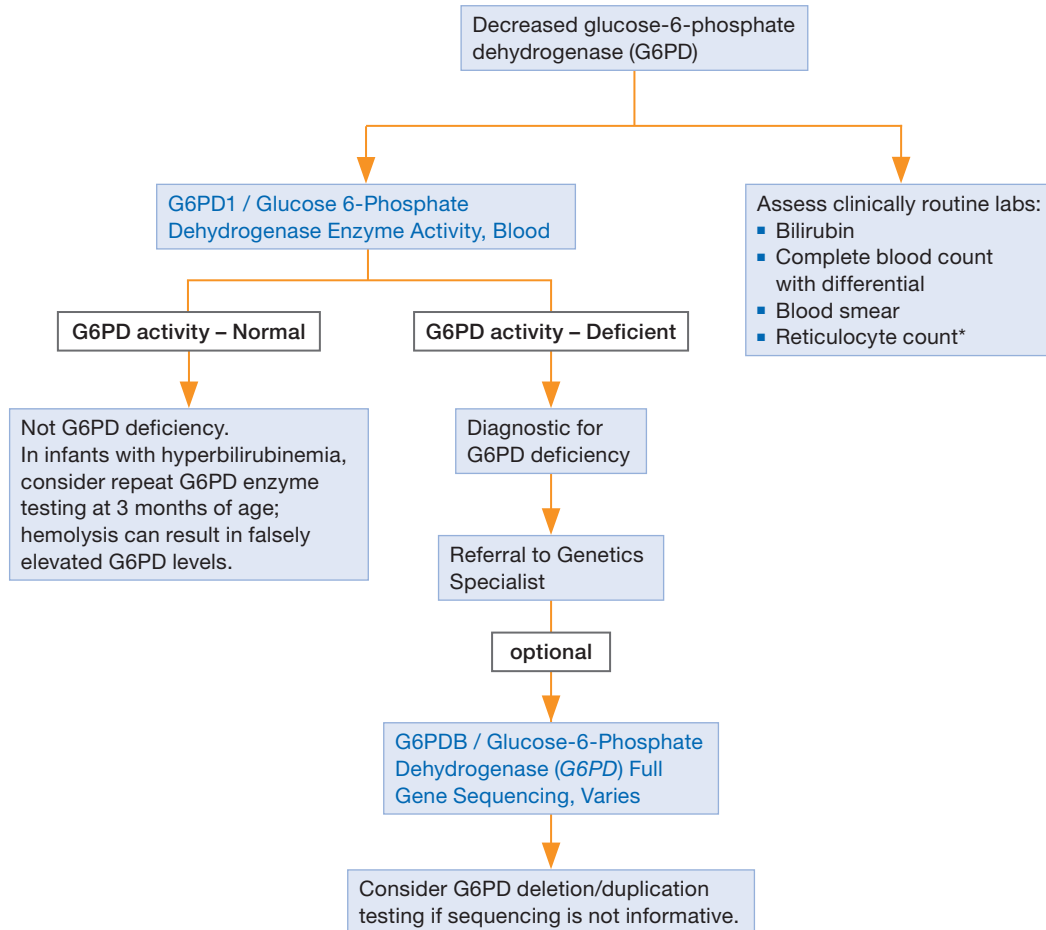 Decreased glucose-6-phosphate
dehydrogenase (G6PD)
G6PD1 / Glucose 6-Phosphate
Dehydrogenase Enzyme Activity, Blood
Assess clinically routine labs:
▪ Bilirubin
▪ Complete blood count
with differential
▪ Blood smear
▪ Reticulocyte count*
G6PD activity – Normal
G6PD activity – Deficient
Not G6PD deficiency.
In infants with hyperbilirubinemia,
consider repeat G6PD enzyme
testing at 3 months of age;
hemolysis can result in falsely
elevated G6PD levels.
Diagnostic for
G6PD deficiency
Referral to Genetics
Specialist
optional
G6PDB / Glucose-6-Phosphate
Dehydrogenase (G6PD) Full
Gene Sequencing, Varies
Consider G6PD deletion/duplication
testing if sequencing is not informative.